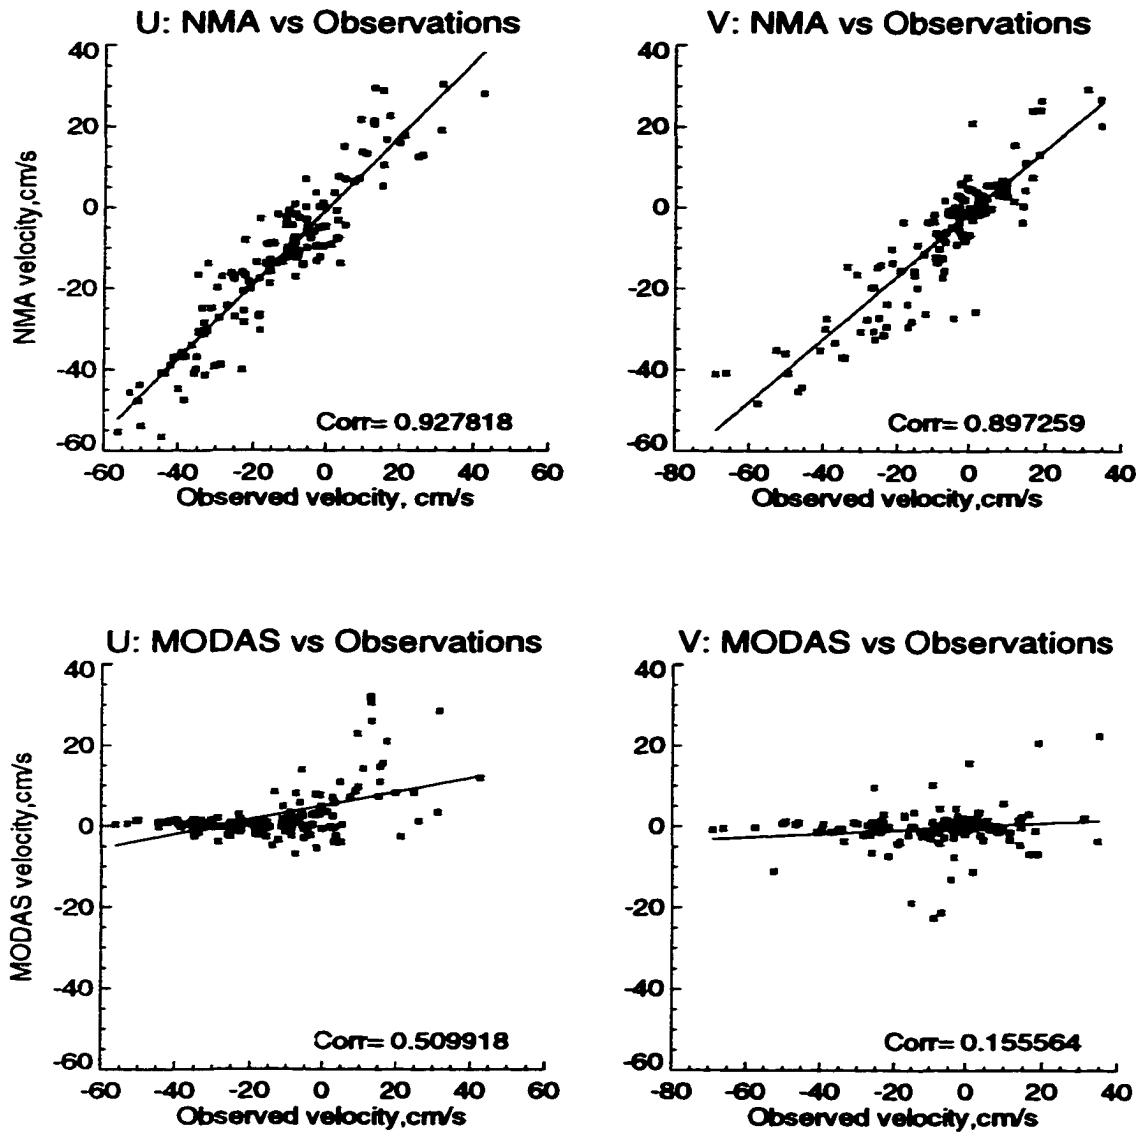 U: NMA vs Observations
40
20
0
-20
-40
-60
NMA velocity,cm/s
Corr= 0.927818
-60 -40 -20 0 20 40 60
Observed velocity, cm/s
V: NMA vs Observations
40
20
0
-20
-40
-60
Corr= 0.897259
-80 -60 -40 -20 0 20 40
Observed velocity,cm/s
U: MODAS vs Observations
40
20
0
-20
-40
-60
MODAS velocity,cm/s
Corr= 0.509918
-60 -40 -20 0 20 40 60
Observed velocity,cm/s
V: MODAS vs Observations
40
20
0
-20
-40
-60
Corr= 0.155564
-80 -60 -40 -20 0 20 40
Observed velocity,cm/s